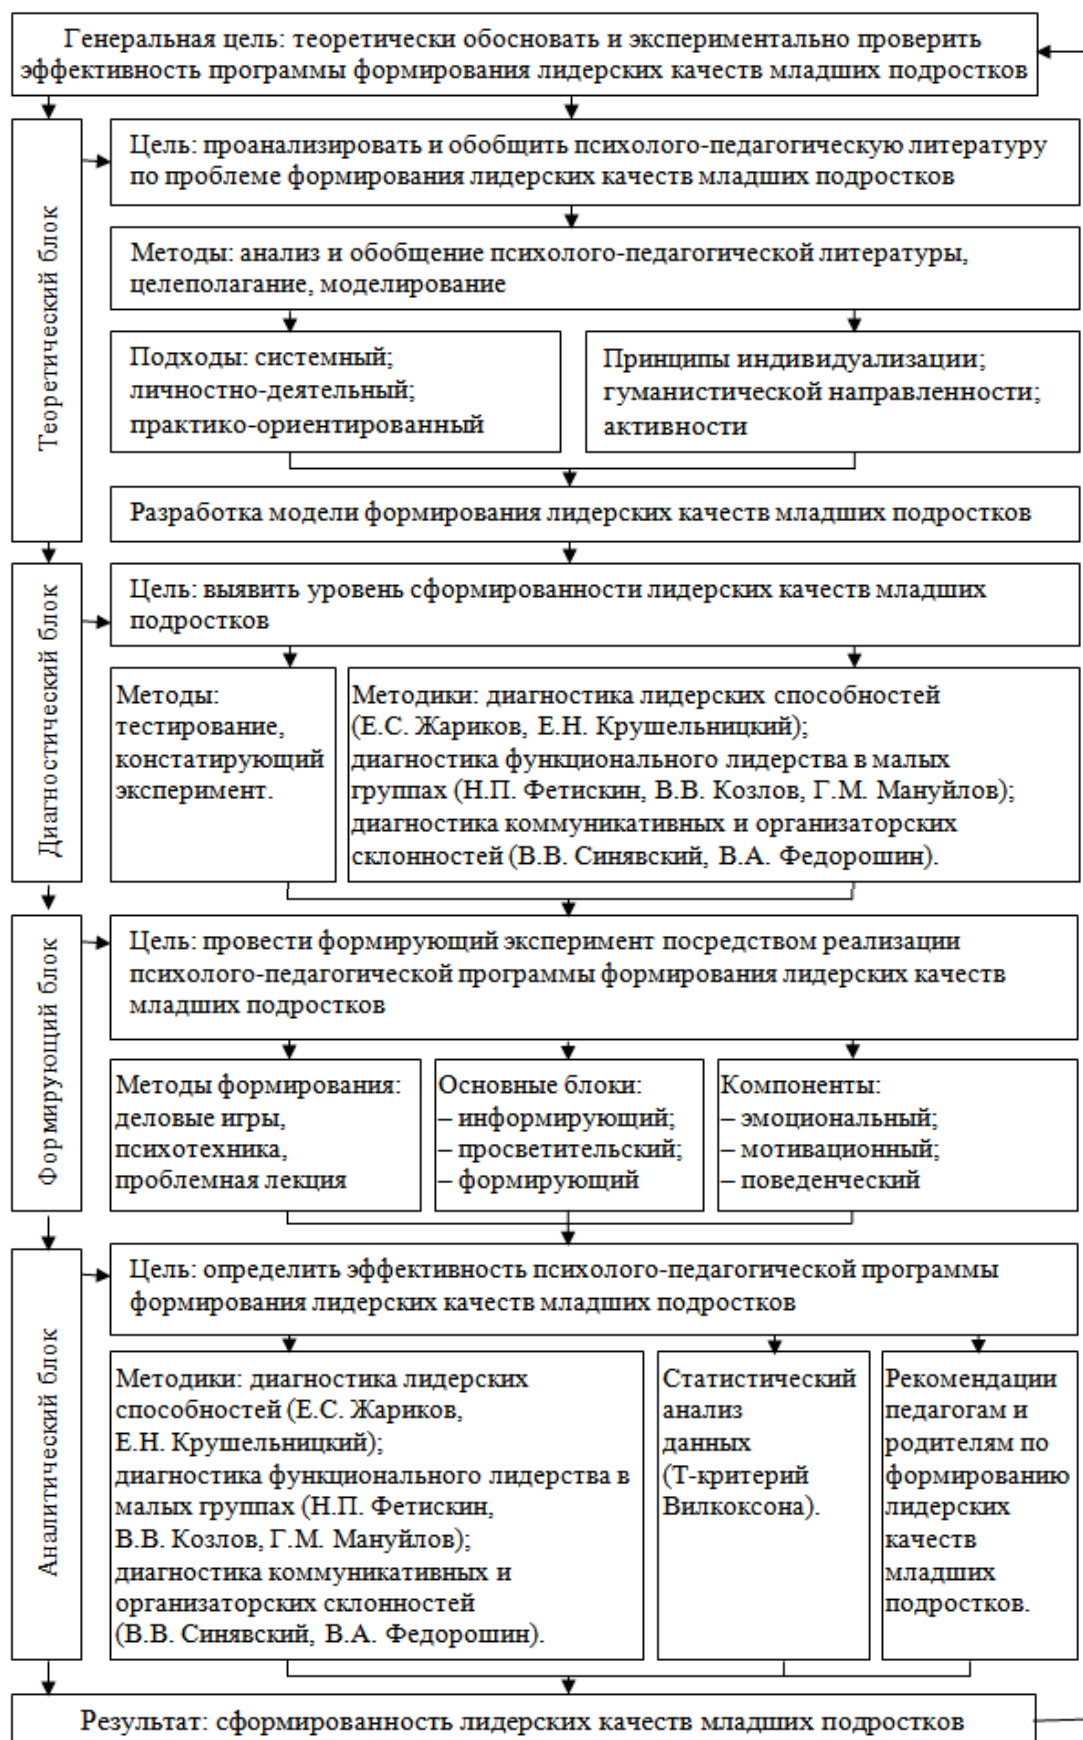 Генеральная цель: теоретически обосновать и экспериментально проверить
эффективность программы формирования лидерских качеств младших подростков
Теоретический блок
Цель: проанализировать и обобщить психолого-педагогическую литературу
по проблеме формирования лидерских качеств младших подростков
Методы: анализ и обобщение психолого-педагогической литературы,
целеполагание, моделирование
Подходы: системный;
личностно-деятельный;
практико-ориентированный
Принципы индивидуализации;
гуманистической направленности;
активности
Разработка модели формирования лидерских качеств младших подростков
Диагностический блок
Цель: выявить уровень сформированности лидерских качеств младших
подростков
Методы:
тестирование,
констатирующий
эксперимент.
Методики: диагностика лидерских способностей
(Е.С. Жариков, Е.Н. Крушельницкий);
диагностика функционального лидерства в малых
группах (Н.П. Фетискин, В.В. Козлов, Г.М. Мануйлов);
диагностика коммуникативных и организаторских
склонностей (В.В. Синявский, В.А. Федорошин).
Формирующий блок
Цель: провести формирующий эксперимент посредством реализации
психолого-педагогической программы формирования лидерских качеств
младших подростков
Методы формирования:
деловые игры,
психотехника,
проблемная лекция
Основные блоки:
– информирующий;
– просветительский;
– формирующий
Компоненты:
– эмоциональный;
– мотивационный;
– поведенческий
Аналитический блок
Цель: определить эффективность психолого-педагогической программы
формирования лидерских качеств младших подростков
Методики: диагностика лидерских
способностей (Е.С. Жариков,
Е.Н. Крушельницкий);
диагностика функционального лидерства в
малых группах (Н.П. Фетискин,
В.В. Козлов, Г.М. Мануйлов);
диагностика коммуникативных и
организаторских склонностей
(В.В. Синявский, В.А. Федорошин).
Статистический
анализ
данных
(Т-критерий
Вилкоксона).
Рекомендации
педагогам и
родителям по
формированию
лидерских
качеств
младших
подростков.
Результат: сформированность лидерских качеств младших подростков